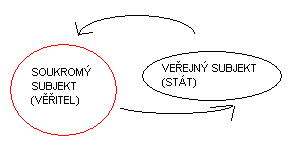 SOUKROMÝ
SUBJEKT
(VĚŘITEL)
VEŘEJNÝ SUBJEKT
(STÁT)